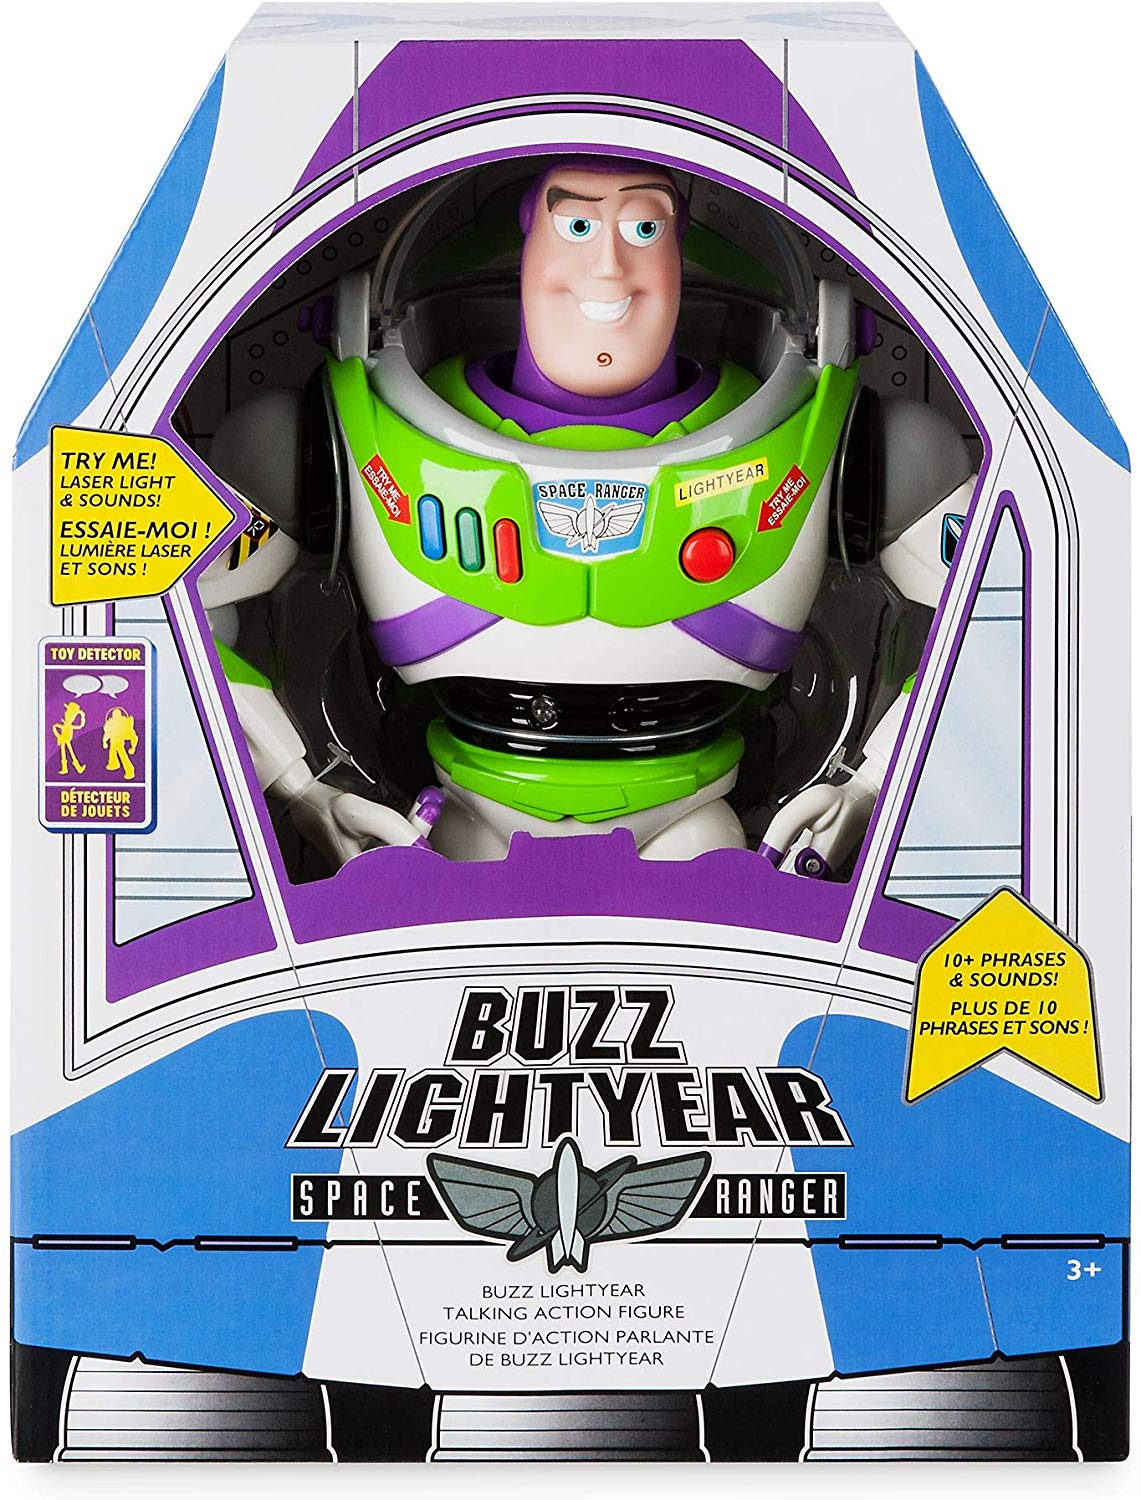 SPACE RANGER
LIGHTYEAR
TRY ME
ESSAIE-MOI
TRY ME
ESSAIE-MOI
TRY ME!
LASER LIGHT
& SOUNDS!
ESSAIE-MOI !
LUMIÈRE LASER
ET SONS !
TOY DETECTOR
DÉTECTEUR
DE JOUETS
10+ PHRASES
& SOUNDS!
PLUS DE 10
PHRASES ET SONS !
BUZZ
LIGHTYEAR
SPACE RANGER
3+
BUZZ LIGHTYEAR
TALKING ACTION FIGURE
FIGURINE D'ACTION PARLANTE
DE BUZZ LIGHTYEAR